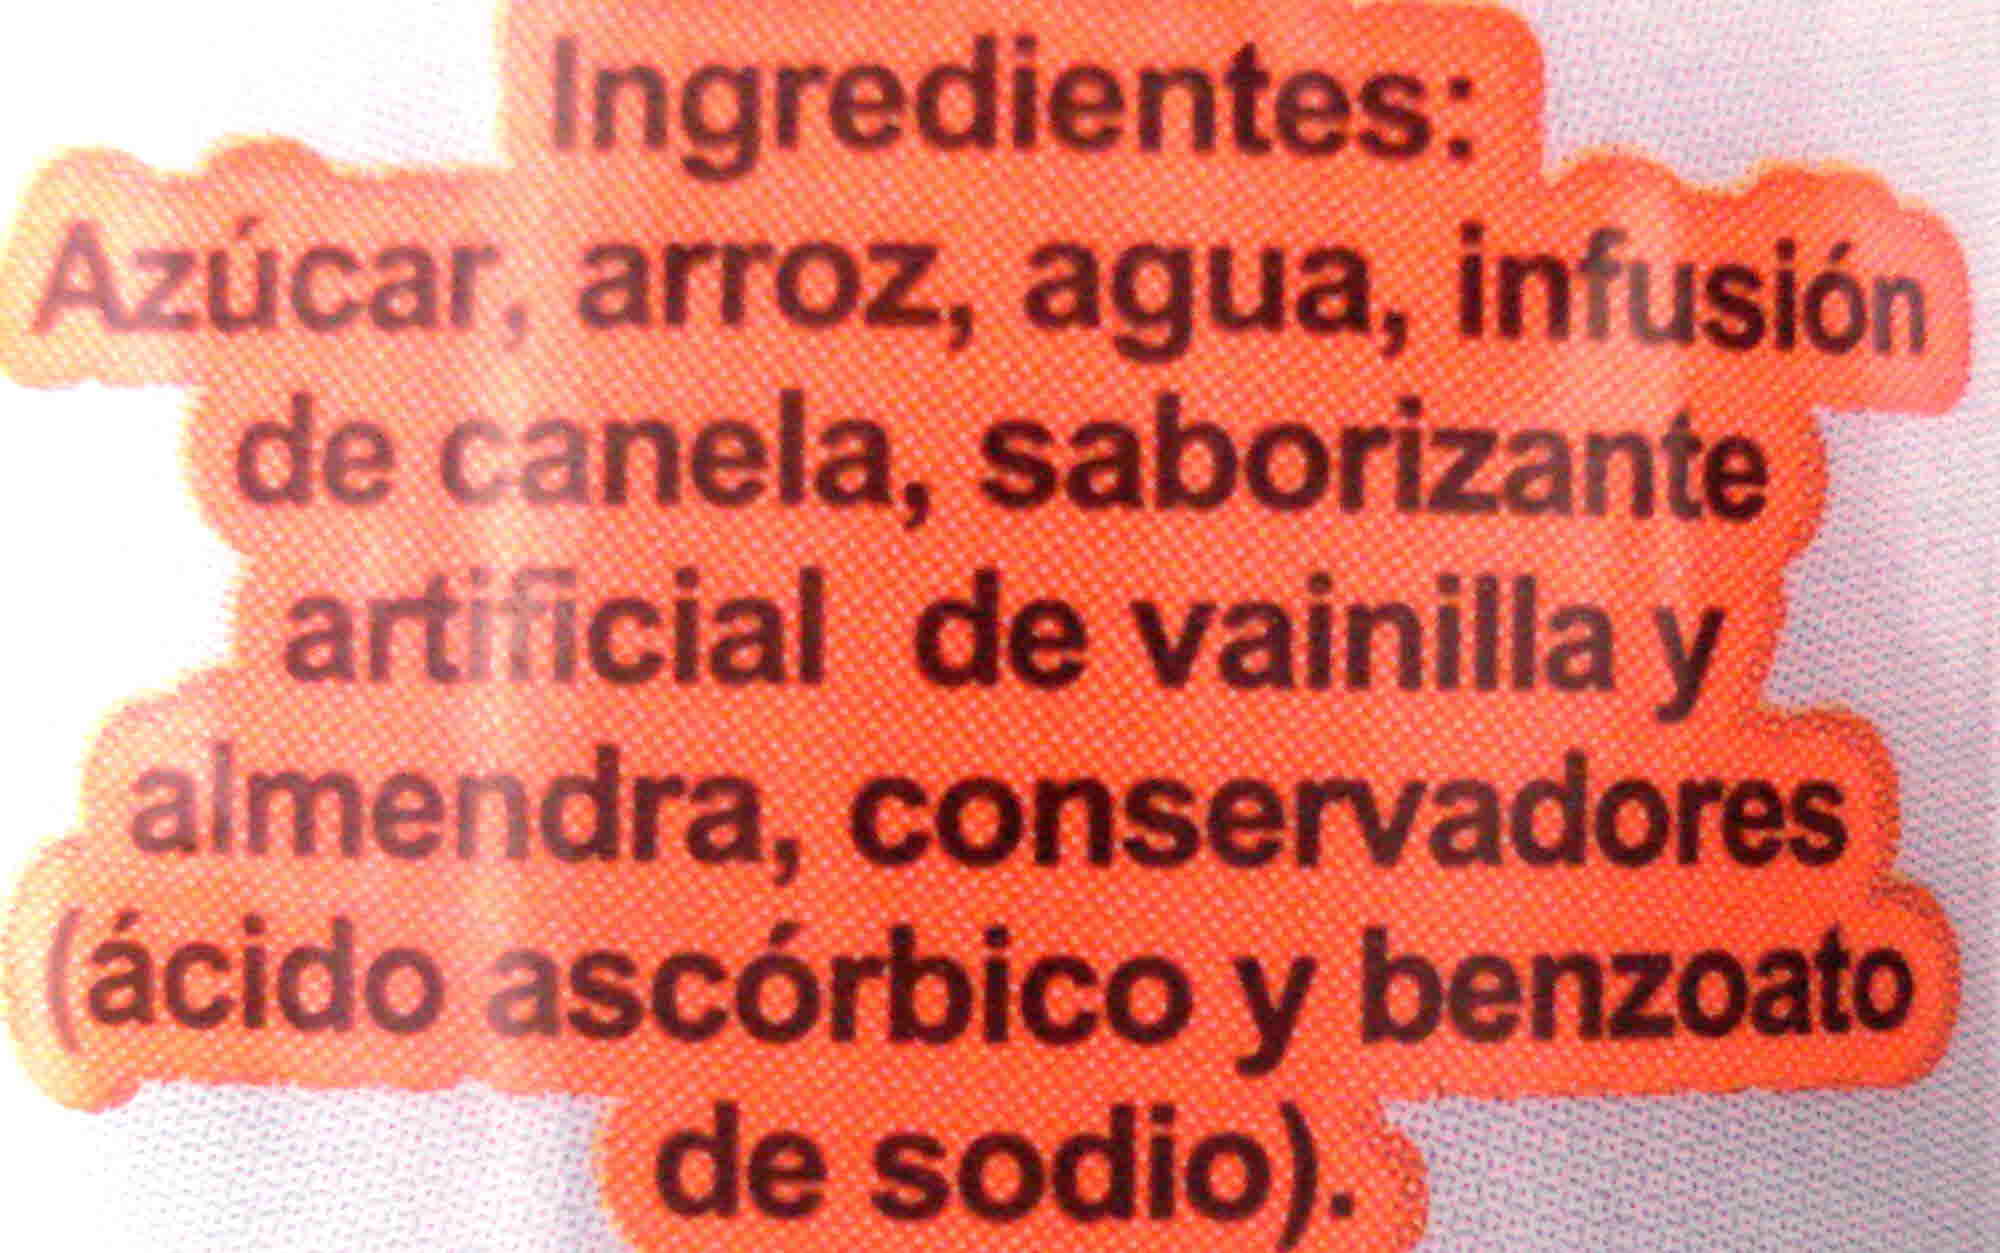 Ingredientes:
Azúcar, arroz, agua, infusión
de canela, saborizante
artificial de vainilla y
almendra, conservadores
(ácido ascórbico y benzoato
de sodio).